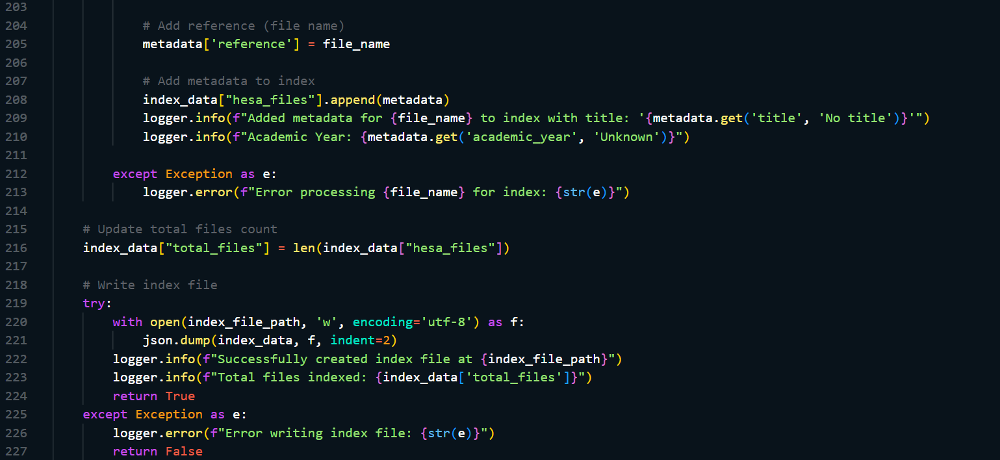 203
204 # Add reference (file name)
205 metadata['reference'] = file_name
206
207 # Add metadata to index
208 index_data["hesa_files"].append(metadata)
209 logger.info(f"Added metadata for {file_name} to index with title: '{metadata.get('title', 'No title')}'")
210 logger.info(f"Academic Year: {metadata.get('academic_year', 'Unknown')}")
211
212 except Exception as e:
213 logger.error(f"Error processing {file_name} for index: {str(e)}")
214
215 # Update total files count
216 index_data["total_files"] = len(index_data["hesa_files"])
217
218 # Write index file
219 try:
220 with open(index_file_path, 'w', encoding='utf-8') as f:
221 json.dump(index_data, f, indent=2)
222 logger.info(f"Successfully created index file at {index_file_path}")
223 logger.info(f"Total files indexed: {index_data['total_files']}")
224 return True
225 except Exception as e:
226 logger.error(f"Error writing index file: {str(e)}")
227 return False